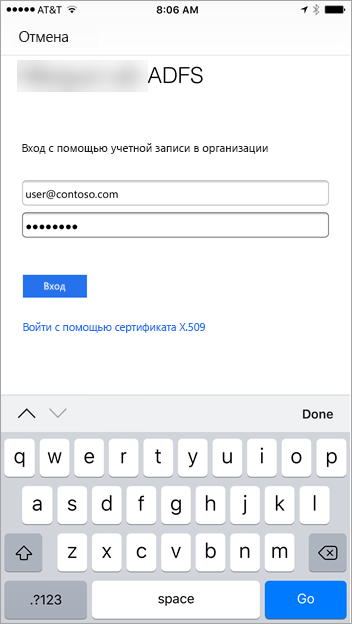 AT&T 8:06 AM
Отмена
ADFS
Вход с помощью учетной записи в организации
user@contoso.com
Вход
Войти с помощью сертификата X.509
Done
q w e r t y u i o p
a s d f g h j k l
z x c v b n m
.?123 space Go